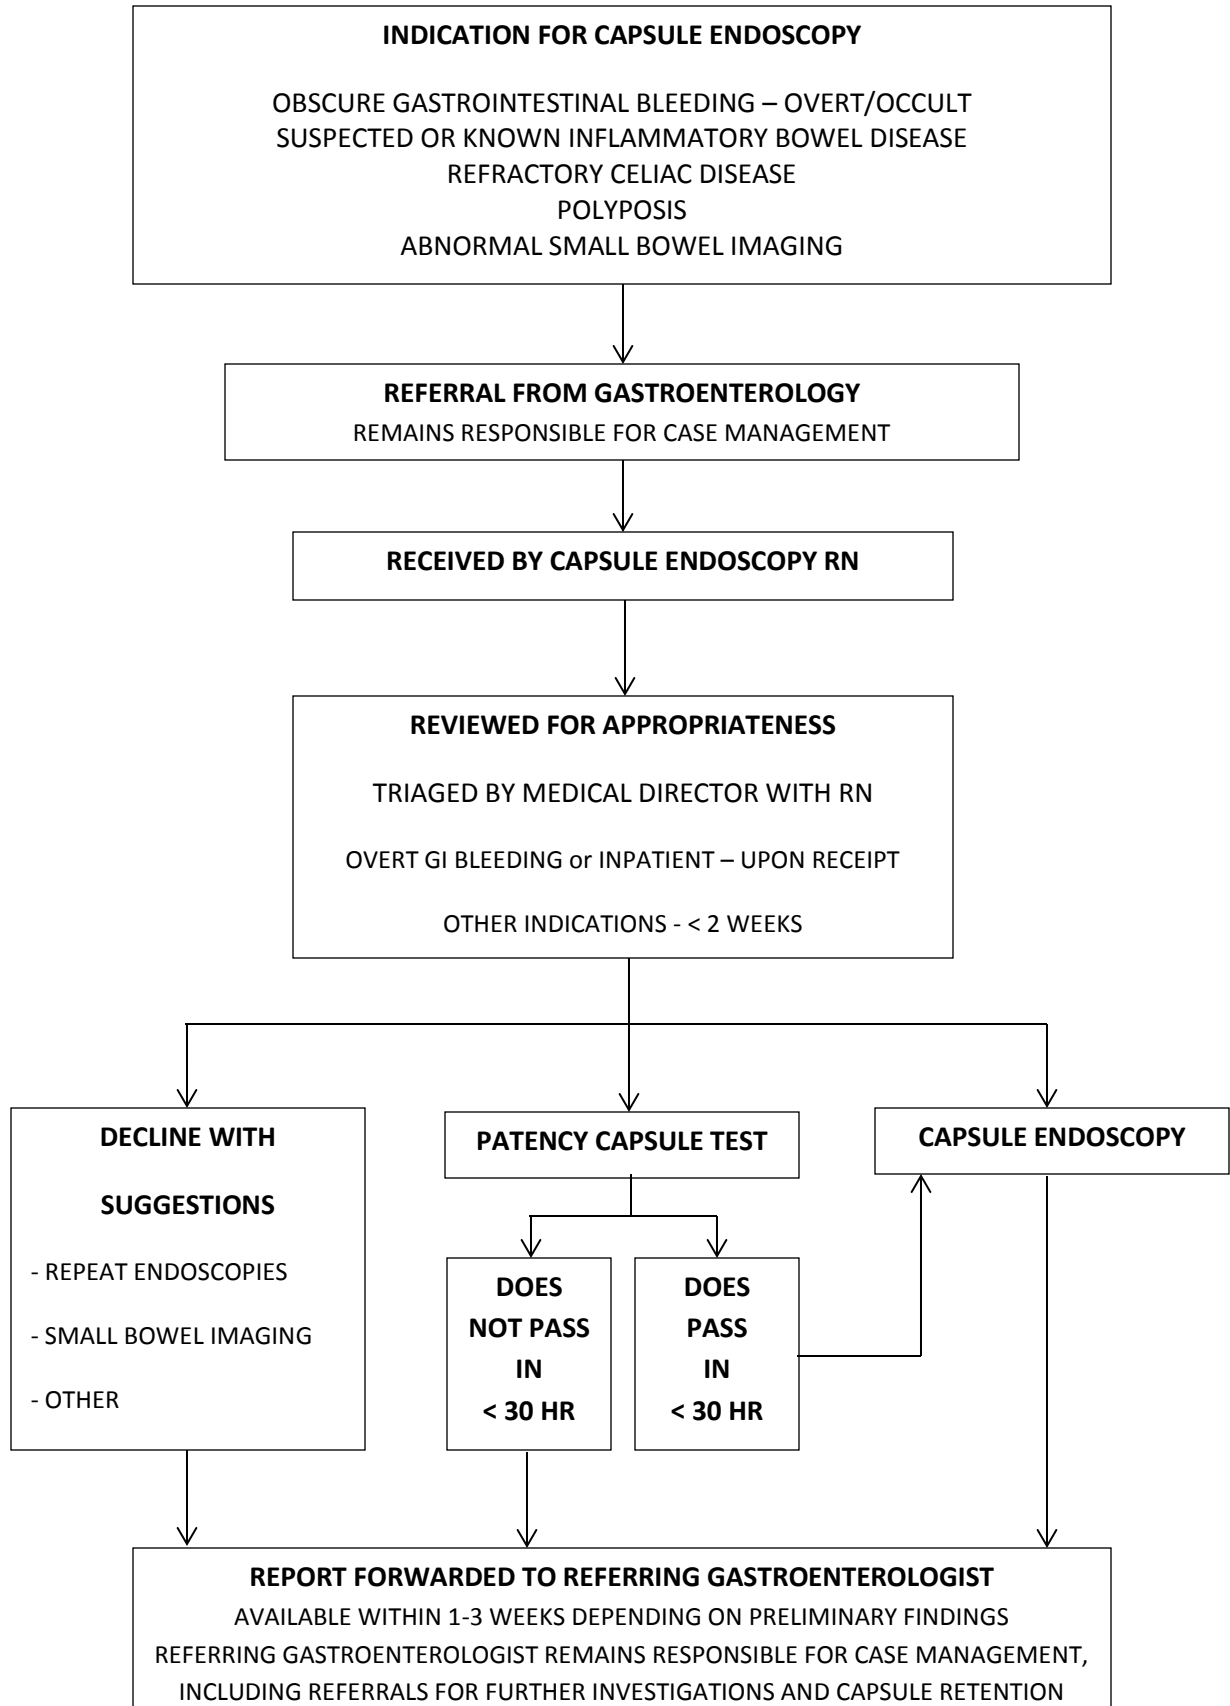 INDICATION FOR CAPSULE ENDOSCOPY
OBSCURE GASTROINTESTINAL BLEEDING – OVERT/OCCULT
SUSPECTED OR KNOWN INFLAMMATORY BOWEL DISEASE
REFRACTORY CELIAC DISEASE
POLYPOSIS
ABNORMAL SMALL BOWEL IMAGING
REFERRAL FROM GASTROENTEROLOGY
REMAINS RESPONSIBLE FOR CASE MANAGEMENT
RECEIVED BY CAPSULE ENDOSCOPY RN
REVIEWED FOR APPROPRIATENESS
TRIAGED BY MEDICAL DIRECTOR WITH RN
OVERT GI BLEEDING or INPATIENT – UPON RECEIPT
OTHER INDICATIONS - < 2 WEEKS
DECLINE WITH
SUGGESTIONS
- REPEAT ENDOSCOPIES
- SMALL BOWEL IMAGING
- OTHER
PATENCY CAPSULE TEST
DOES
NOT PASS
IN
< 30 HR
DOES
PASS
IN
< 30 HR
CAPSULE ENDOSCOPY
REPORT FORWARDED TO REFERRING GASTROENTEROLOGIST
AVAILABLE WITHIN 1-3 WEEKS DEPENDING ON PRELIMINARY FINDINGS
REFERRING GASTROENTEROLOGIST REMAINS RESPONSIBLE FOR CASE MANAGEMENT,
INCLUDING REFERRALS FOR FURTHER INVESTIGATIONS AND CAPSULE RETENTION